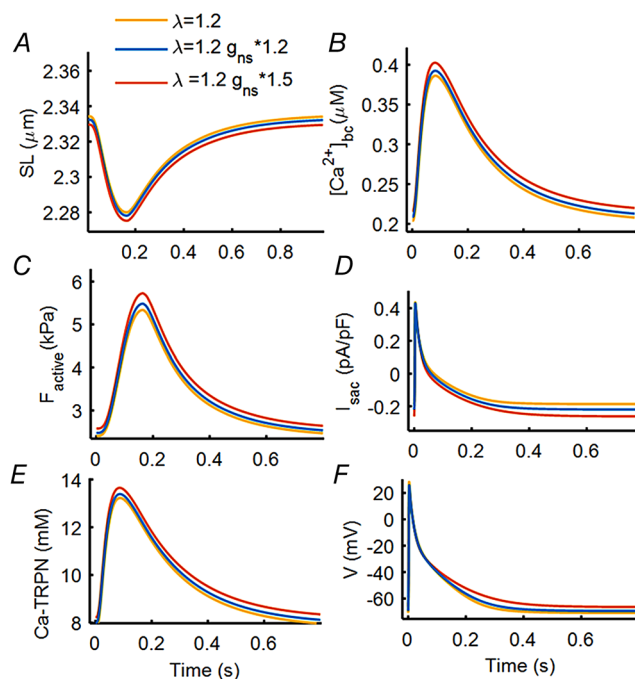 λ=1.2
λ=1.2 gns*1.2
λ =1.2 gns*1.5
A
SL (μm)
2.36
2.34
2.32
2.3
2.28
0.2 0.4 0.6 0.8
B
[Ca2+]bc (μM)
0.4
0.35
0.3
0.25
0.2
0 0.2 0.4 0.6
C
Factive (kPa)
6
5
4
3
0 0.2 0.4 0.6
D
Isac (pA/pF)
0.4
0.2
0
-0.2
0 0.2 0.4 0.6
E
Ca-TRPN (mM)
14
12
10
8
0 0.2 0.4 0.6
Time (s)
F
V (mV)
20
0
-20
-40
-60
0 0.2 0.4 0.6
Time (s)